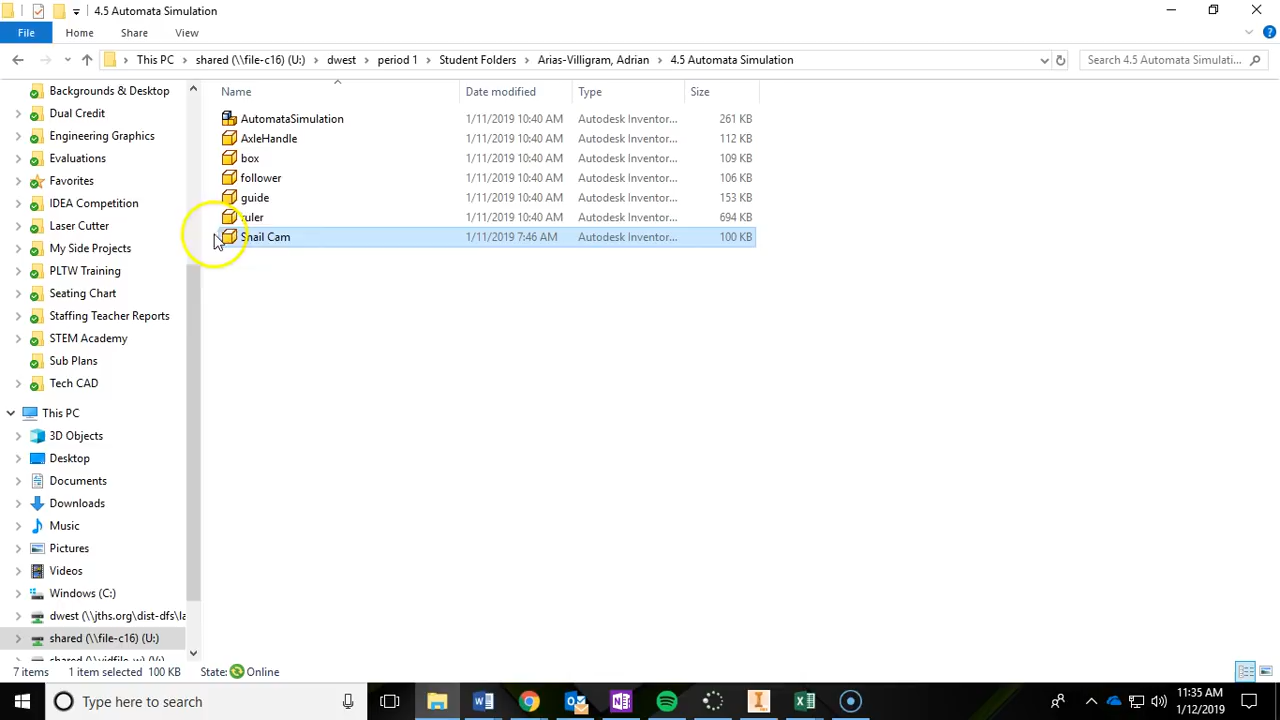 4.5 Automata Simulation
File Home Share View
This PC shared (\\file-c16) (U:) dwest period 1 Student Folders Arias-Villigram, Adrian 4.5 Automata Simulation
Search 4.5 Automata Simulati...
Name Date modified Type Size
AutomataSimulation 1/11/2019 10:40 AM Autodesk Inventor... 261 KB
AxleHandle 1/11/2019 10:40 AM Autodesk Inventor... 112 KB
box 1/11/2019 10:40 AM Autodesk Inventor... 109 KB
follower 1/11/2019 10:40 AM Autodesk Inventor... 106 KB
guide 1/11/2019 10:40 AM Autodesk Inventor... 153 KB
ruler 1/11/2019 10:40 AM Autodesk Inventor... 694 KB
Snail Cam 1/11/2019 7:46 AM Autodesk Inventor... 100 KB
Backgrounds & Desktop
Dual Credit
Engineering Graphics
Evaluations
Favorites
IDEA Competition
Laser Cutter
My Side Projects
PLTW Training
Seating Chart
Staffing Teacher Reports
STEM Academy
Sub Plans
Tech CAD
This PC
3D Objects
Desktop
Documents
Downloads
Music
Pictures
Videos
Windows (C:)
dwest (\\jths.org\dist-dfs\la
shared (\\file-c16) (U:)
7 items 1 item selected 100 KB State: Online
Type here to search
11:35 AM
1/12/2019